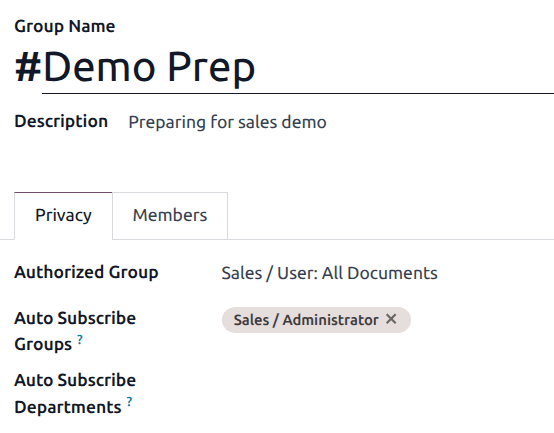 Group Name
#Demo Prep
Description Preparing for sales demo
Privacy Members
Authorized Group Sales / User: All Documents
Auto Subscribe
Groups ? Sales / Administrator ✕
Auto Subscribe
Departments ?